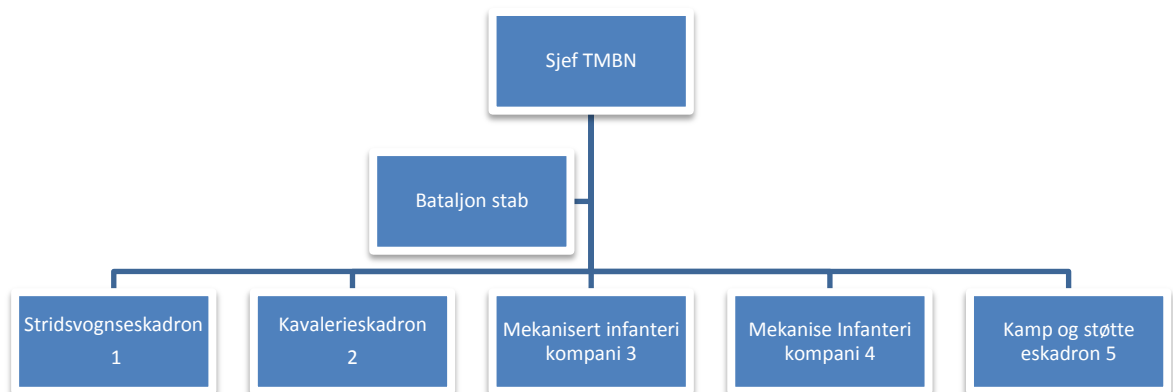 Sjef TMBN
Bataljon stab
Stridsvognseskadron
1
Kavalerieskadron
2
Mekanisert infanteri
kompani 3
Mekanise Infanteri
kompani 4
Kamp og støtte
eskadron 5